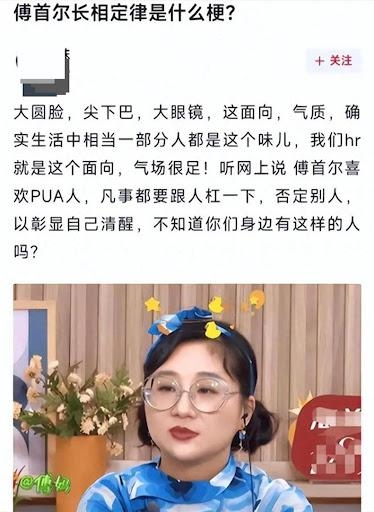 傅首尔长相定律是什么梗？
+ 关注
大圆脸，尖下巴，大眼镜，这面向，气质，确
实生活中相当一部分人都是这个味儿，我们hr
就是这个面向，气场很足！听网上说 傅首尔喜
欢PUA人，凡事都要跟人杠一下，否定别人，
以彰显自己清醒，不知道你们身边有这样的人
吗？